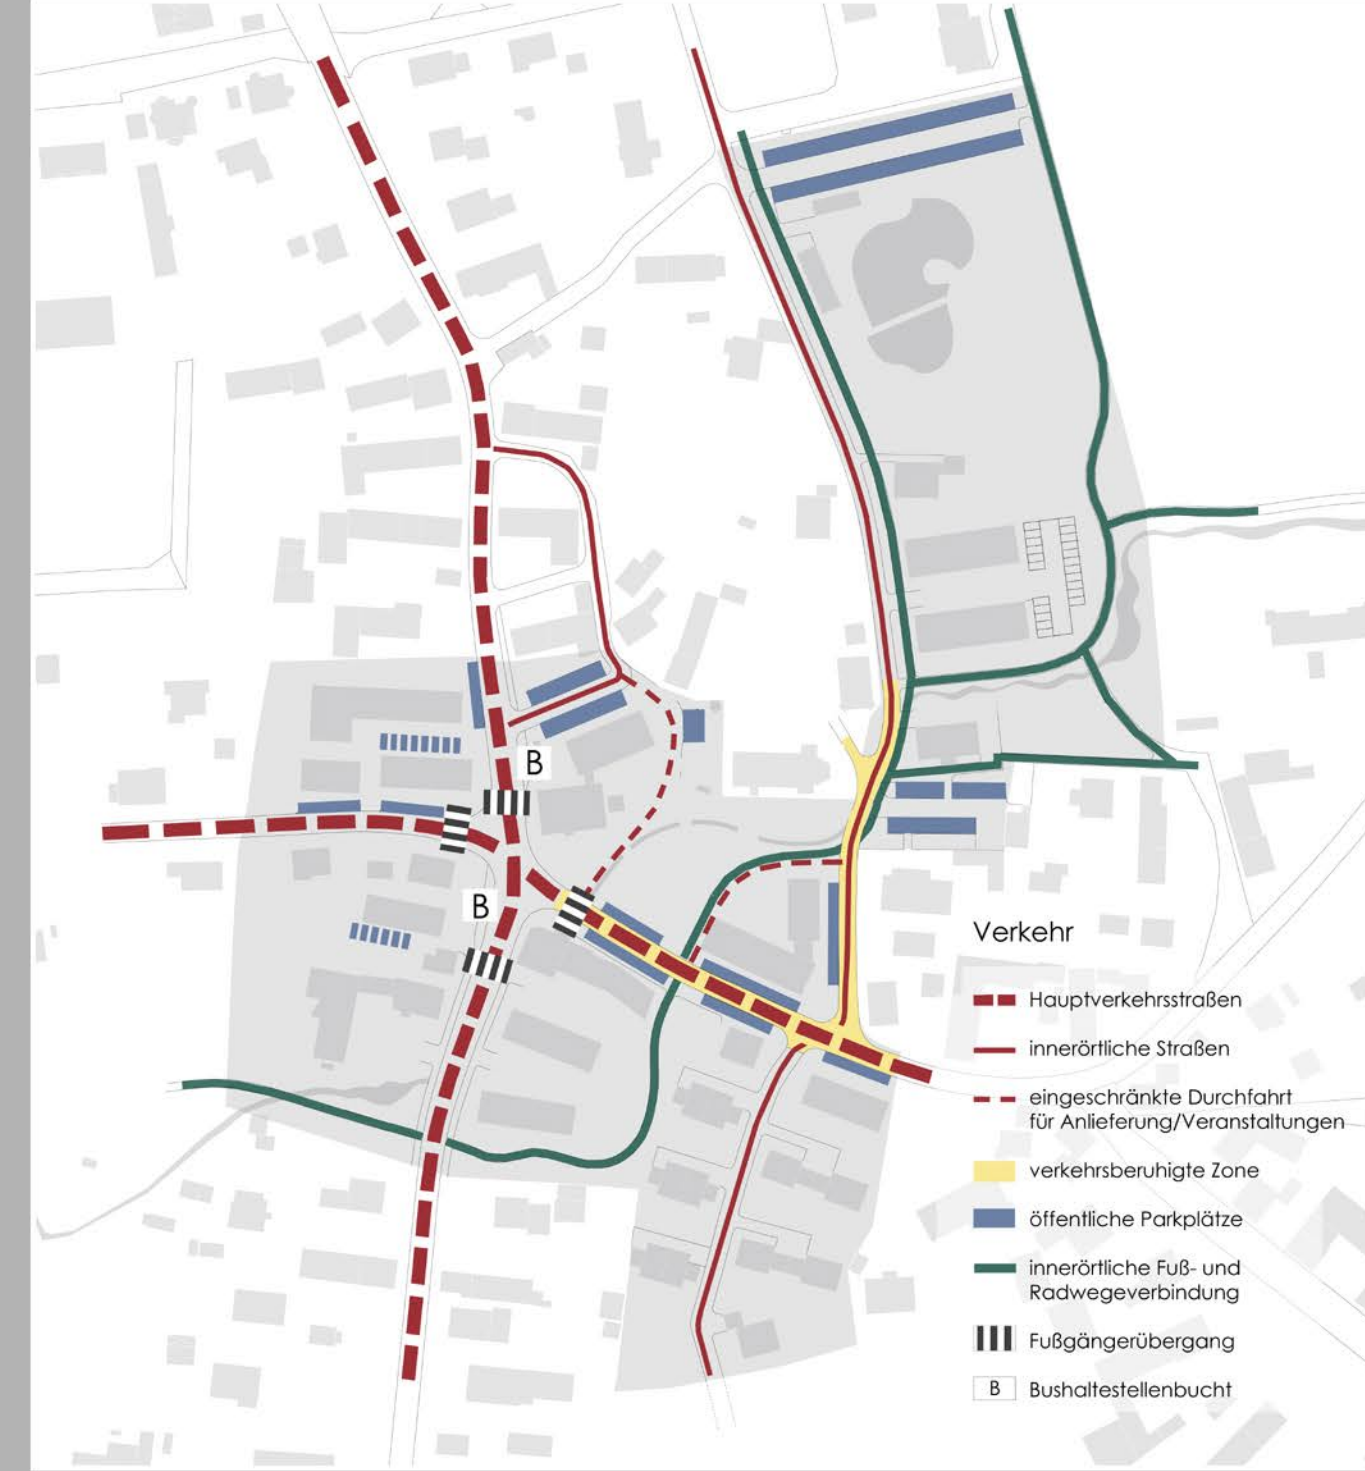 B
B
Verkehr
Hauptverkehrsstraßen
innerörtliche Straßen
eingeschränkte Durchfahrt
für Anlieferung/Veranstaltungen
verkehrsberuhigte Zone
öffentliche Parkplätze
innerörtliche Fuß- und
Radwegeverbindung
Fußgängerübergang
B Bushaltestellenbucht